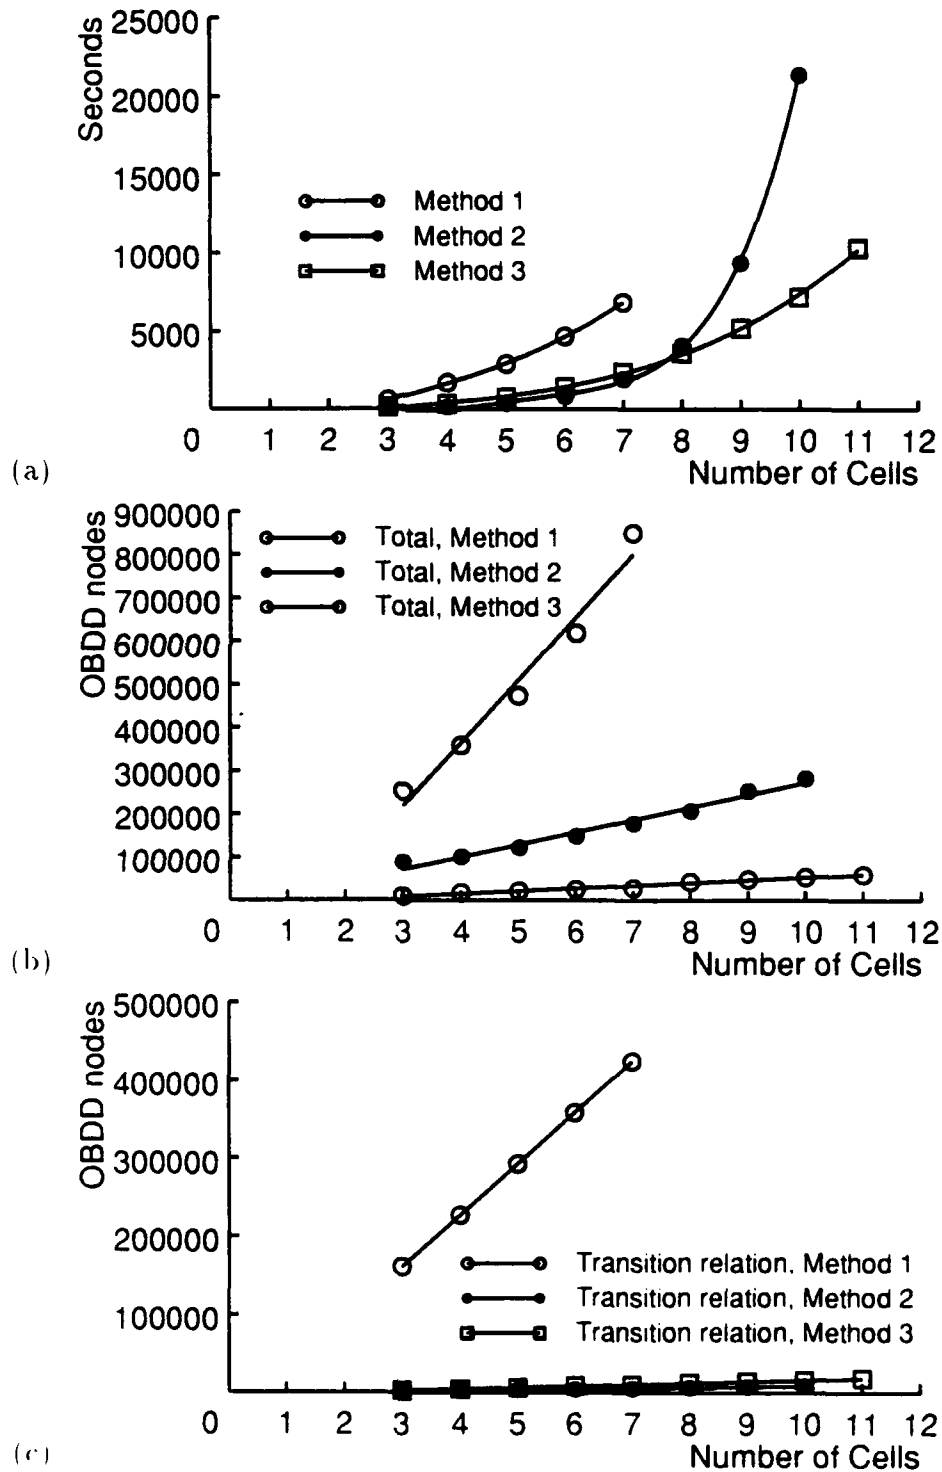 25000
20000
15000
10000
5000
Seconds
Method 1
Method 2
Method 3
0 1 2 3 4 5 6 7 8 9 10 11 12
Number of Cells
(a)
900000
800000
700000
600000
500000
400000
300000
200000
100000
OBDD nodes
Total, Method 1
Total, Method 2
Total, Method 3
0 1 2 3 4 5 6 7 8 9 10 11 12
Number of Cells
(b)
500000
400000
300000
200000
100000
OBDD nodes
Transition relation, Method 1
Transition relation, Method 2
Transition relation, Method 3
0 1 2 3 4 5 6 7 8 9 10 11 12
Number of Cells
(c)